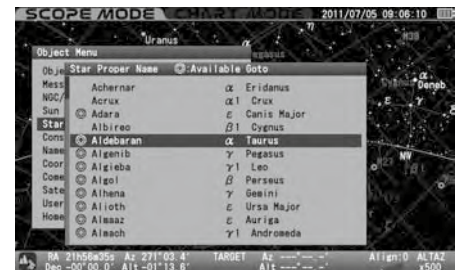 SCOPE MODE CHART MODE 2011/07/05 09:06:10
Uranus α η
Object Menu
Star Proper Name ◎:Available Goto
Achernar α Eridanus
Acrux α1 Crux
◎ Adara ε Canis Major
Albireo β1 Cygnus
◎ Aldebaran α Taurus
◎ Algenib γ Pegasus
◎ Algieba γ1 Leo
◎ Algol β Perseus
◎ Alhena γ Gemini
◎ Alioth ε Ursa Major
◎ Almaaz ε Auriga
◎ Almach γ1 Andromeda
Obje
Mess
NGC/
Sun
Star
Cons
Name
Coor
Come
Sate
User
Home
α
Deneb
ε γ
NW
RA 21h56m35s Az 271°03.4' TARGET Az ---°--.-' Align:0 ALTAZ
Dec -00°00.0' Alt -01°13.6' Alt ---°--.-' x500